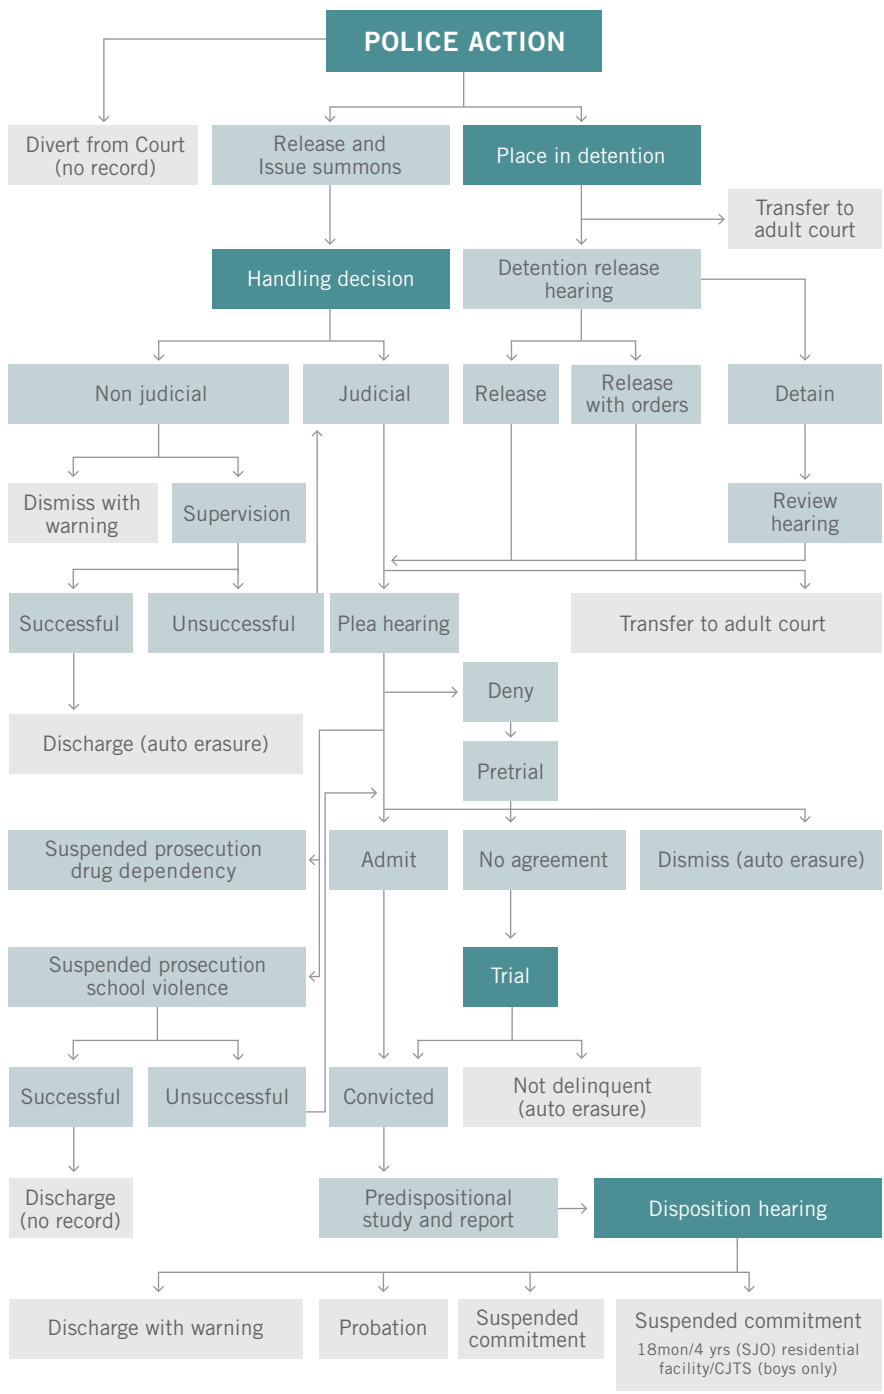 POLICE ACTION
Divert from Court
(no record)
Release and
Issue summons
Place in detention
Transfer to
adult court
Handling decision
Detention release
hearing
Non judicial
Judicial
Release
Release
with orders
Detain
Dismiss with
warning
Supervision
Review
hearing
Successful
Unsuccessful
Plea hearing
Transfer to adult court
Deny
Discharge (auto erasure)
Pretrial
Suspended prosecution
drug dependency
Admit
No agreement
Dismiss (auto erasure)
Suspended prosecution
school violence
Trial
Successful
Unsuccessful
Convicted
Not delinquent
(auto erasure)
Discharge
(no record)
Predispositional
study and report
Disposition hearing
Discharge with warning
Probation
Suspended
commitment
Suspended commitment
18mon/4 yrs (SJO) residential
facility/CJTS (boys only)